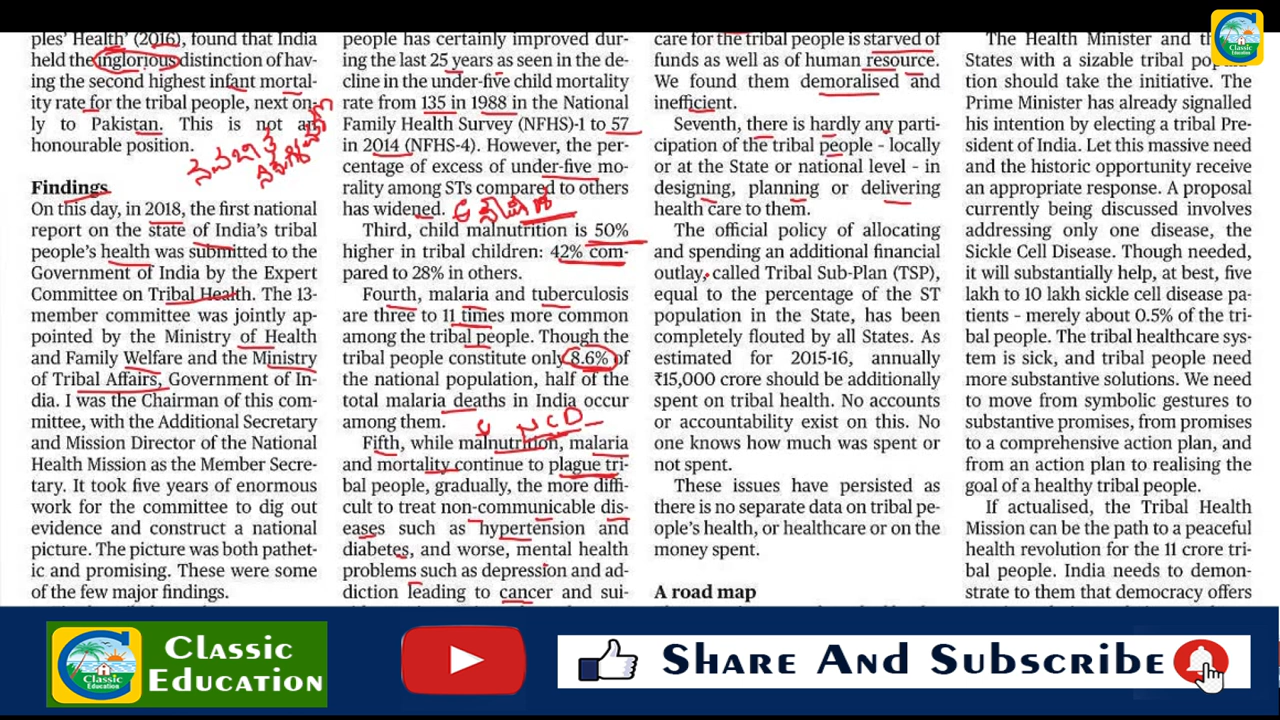 ples' Health' (2016), found that India
held the inglorious distinction of hav-
ing the second highest infant mortal-
ity rate for the tribal people, next on-
ly to Pakistan. This is not an
honourable position.
Findings
On this day, in 2018, the first national
report on the state of India's tribal
people's health was submitted to the
Government of India by the Expert
Committee on Tribal Health. The 13-
member committee was jointly ap-
pointed by the Ministry of Health
and Family Welfare and the Ministry
of Tribal Affairs, Government of In-
dia. I was the Chairman of this com-
mittee, with the Additional Secretary
and Mission Director of the National
Health Mission as the Member Secre-
tary. It took five years of enormous
work for the committee to dig out
evidence and construct a national
picture. The picture was both pathet-
ic and promising. These were some
of the few major findings.
people has certainly improved dur-
ing the last 25 years as seen in the de-
cline in the under-five child mortality
rate from 135 in 1988 in the National
Family Health Survey (NFHS)-1 to 57
in 2014 (NFHS-4). However, the per-
centage of excess of under-five mo-
rality among STs compared to others
has widened.
Third, child malnutrition is 50%
higher in tribal children: 42% com-
pared to 28% in others.
Fourth, malaria and tuberculosis
are three to 11 times more common
among the tribal people. Though the
tribal people constitute only 8.6% of
the national population, half of the
total malaria deaths in India occur
among them.
NCD
Fifth, while malnutrition, malaria
and mortality continue to plague tri-
bal people, gradually, the more diffi-
cult to treat non-communicable dis-
eases such as hypertension and
diabetes, and worse, mental health
problems such as depression and ad-
diction leading to cancer and sui-
care for the tribal people is starved of
funds as well as of human resource.
We found them demoralised and
inefficient.
Seventh, there is hardly any parti-
cipation of the tribal people - locally
or at the State or national level - in
designing, planning or delivering
health care to them.
The official policy of allocating
and spending an additional financial
outlay, called Tribal Sub-Plan (TSP),
equal to the percentage of the ST
population in the State, has been
completely flouted by all States. As
estimated for 2015-16, annually
₹15,000 crore should be additionally
spent on tribal health. No accounts
or accountability exist on this. No
one knows how much was spent or
not spent.
These issues have persisted as
there is no separate data on tribal pe-
ople's health, or healthcare or on the
money spent.
A road map
The Health Minister and
States with a sizable tribal
tion should take the initiative. The
Prime Minister has already signalled
his intention by electing a tribal Pre-
sident of India. Let this massive need
and the historic opportunity receive
an appropriate response. A proposal
currently being discussed involves
addressing only one disease, the
Sickle Cell Disease. Though needed,
it will substantially help, at best, five
lakh to 10 lakh sickle cell disease pa-
tients - merely about 0.5% of the tri-
bal people. The tribal healthcare sys-
tem is sick, and tribal people need
more substantive solutions. We need
to move from symbolic gestures to
substantive promises, from promises
to a comprehensive action plan, and
from an action plan to realising the
goal of a healthy tribal people.
If actualised, the Tribal Health
Mission can be the path to a peaceful
health revolution for the 11 crore tri-
bal people. India needs to demon-
strate to them that democracy offers
Classic
Education
Classic
Education
Classic
Education
Share And Subscribe